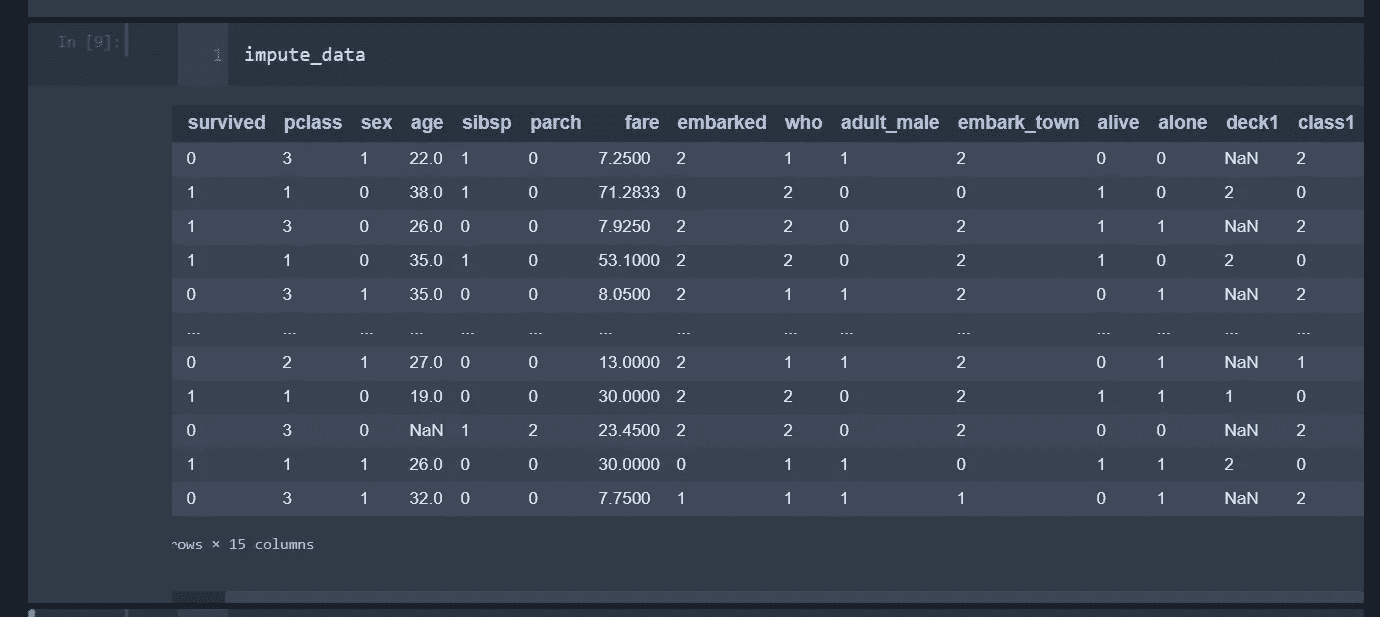 In [9]:
1 impute_data
survived pclass sex age sibsp parch fare embarked who adult_male embark_town alive alone deck1 class1
0 3 1 22.0 1 0 7.2500 2 1 1 2 0 0 NaN 2
1 1 0 38.0 1 0 71.2833 0 2 0 0 1 0 2 0
1 3 0 26.0 0 0 7.9250 2 2 0 2 1 1 NaN 2
1 1 0 35.0 1 0 53.1000 2 2 0 2 1 0 2 0
0 3 1 35.0 0 0 8.0500 2 1 1 2 0 1 NaN 2
... ... ... ... ... ... ... ... ... ... ... ... ... ... ...
0 2 1 27.0 0 0 13.0000 2 1 1 2 0 1 NaN 1
1 1 0 19.0 0 0 30.0000 2 2 0 2 1 1 1 0
0 3 0 NaN 1 2 23.4500 2 2 0 2 0 0 NaN 2
1 1 1 26.0 0 0 30.0000 0 1 1 0 1 1 2 0
0 3 1 32.0 0 0 7.7500 1 1 1 1 0 1 NaN 2
rows × 15 columns